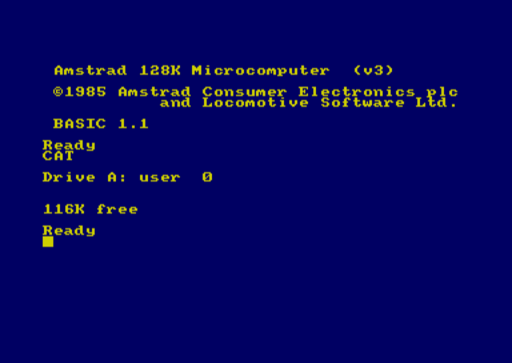 Amstrad 128K Microcomputer  (v3)
©1985 Amstrad Consumer Electronics plc
and Locomotive Software Ltd.
BASIC 1.1
Ready
CAT
Drive A: user  0
116K free
Ready